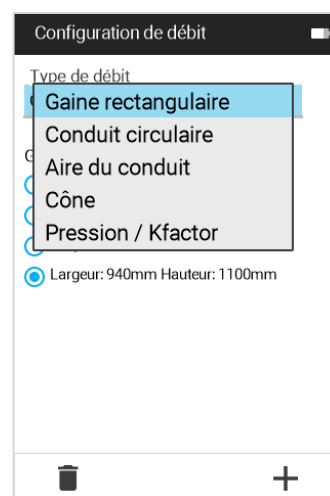 Configuration de débit
Type de débit
Gaine rectangulaire
Conduit circulaire
Aire du conduit
Cône
Pression / Kfactor
Largeur: 940mm Hauteur: 1100mm